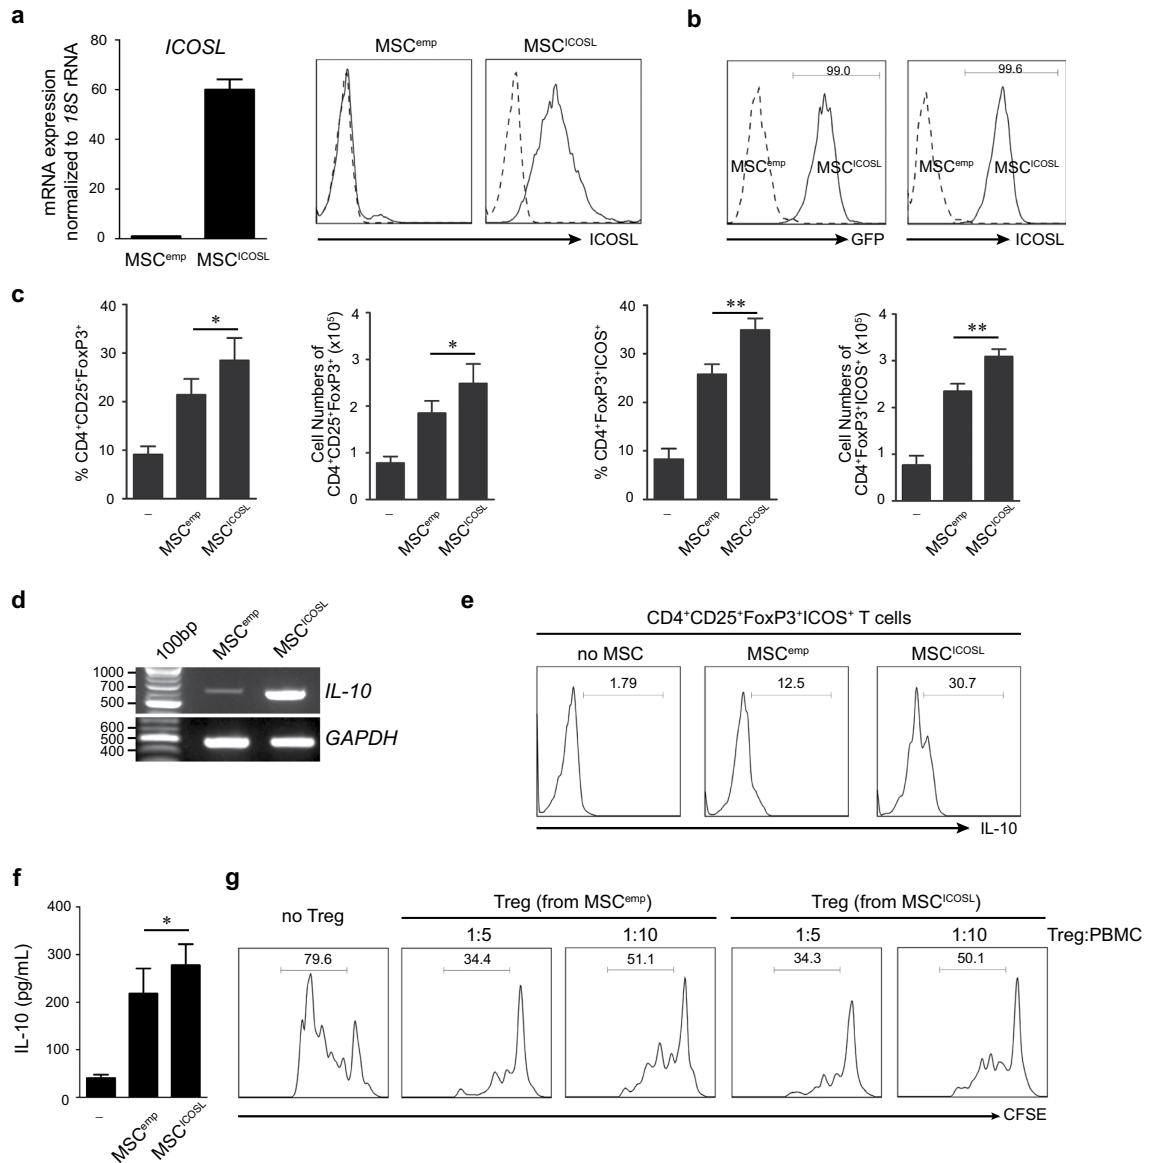 a
mRNA expression
normalized to 18S rRNA
80
60
40
20
0
ICOSL
MSCemp
MSCICOSL
MSCemp
MSCICOSL
ICOSL
b
99.0
MSCemp
MSCICOSL
GFP
99.6
MSCemp
MSCICOSL
ICOSL
c
% CD4+CD25+FoxP3+
40
30
20
10
0
*
–
MSCemp
MSCICOSL
Cell Numbers of
CD4+CD25+FoxP3+ (x10⁵)
4
3
2
1
0
*
–
MSCemp
MSCICOSL
% CD4+FoxP3+ICOS+
40
30
20
10
0
**
–
MSCemp
MSCICOSL
Cell Numbers of
CD4+FoxP3+ICOS+ (x10⁵)
4
3
2
1
0
**
–
MSCemp
MSCICOSL
d
100bp
MSCemp
MSCICOSL
1000
700
500
IL-10
600
500
400
GAPDH
e
CD4+CD25+FoxP3+ICOS+ T cells
no MSC
MSCemp
MSCICOSL
1.79
12.5
30.7
IL-10
f
IL-10 (pg/mL)
400
300
200
100
0
*
–
MSCemp
MSCICOSL
g
no Treg
Treg (from MSCemp)
Treg (from MSCICOSL)
1:5
1:10
1:5
1:10
Treg:PBMC
79.6
34.4
51.1
34.3
50.1
CFSE